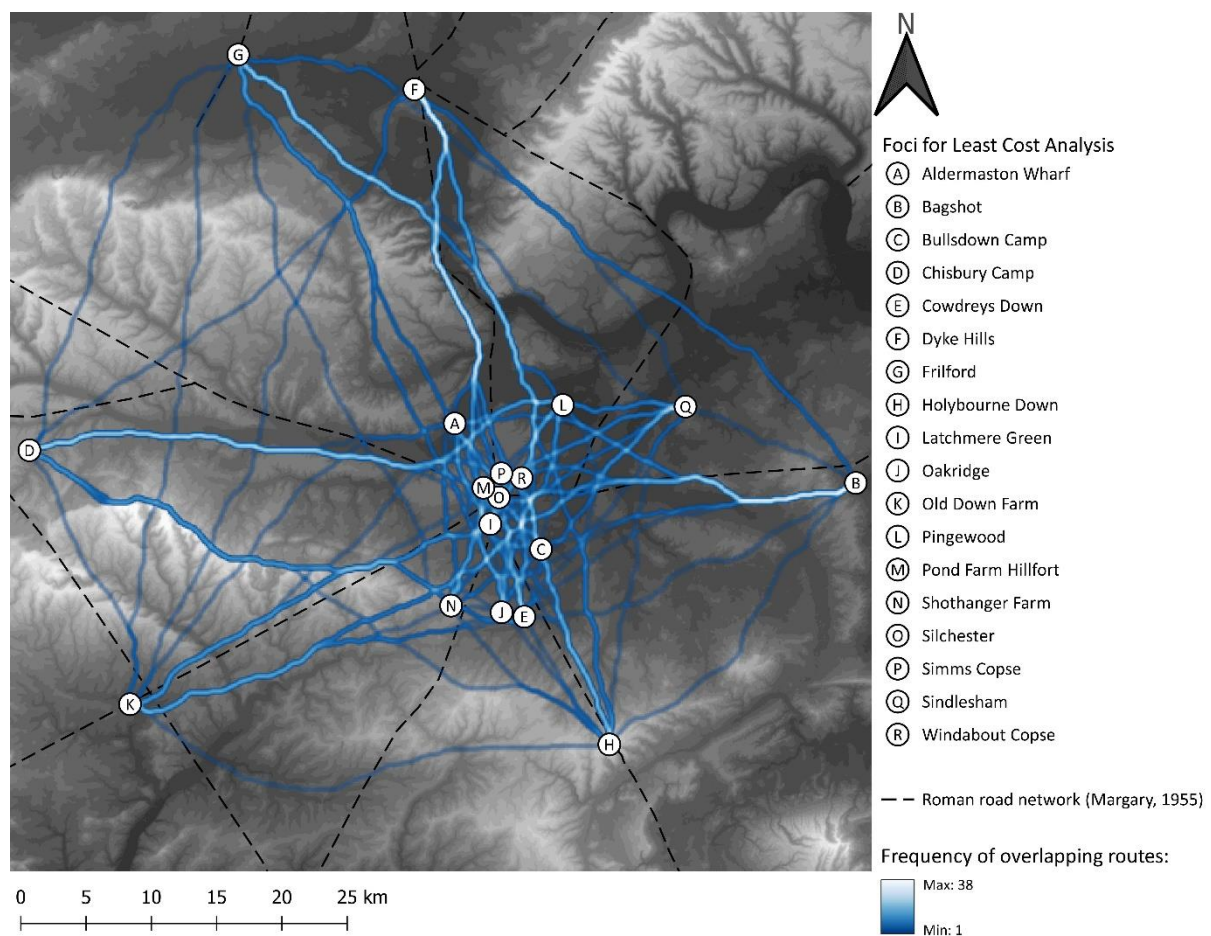 G
F
A
L
Q
D
P
R
M
O
B
I
C
N
J
E
K
H
0 5 10 15 20 25 km
N
Foci for Least Cost Analysis
A Aldermaston Wharf
B Bagshot
C Bullsdown Camp
D Chisbury Camp
E Cowdreys Down
F Dyke Hills
G Frilford
H Holybourne Down
I Latchmere Green
J Oakridge
K Old Down Farm
L Pingewood
M Pond Farm Hillfort
N Shothanger Farm
O Silchester
P Simms Copse
Q Sindlesham
R Windabout Copse
Roman road network (Margary, 1955)
Frequency of overlapping routes:
Max: 38
Min: 1